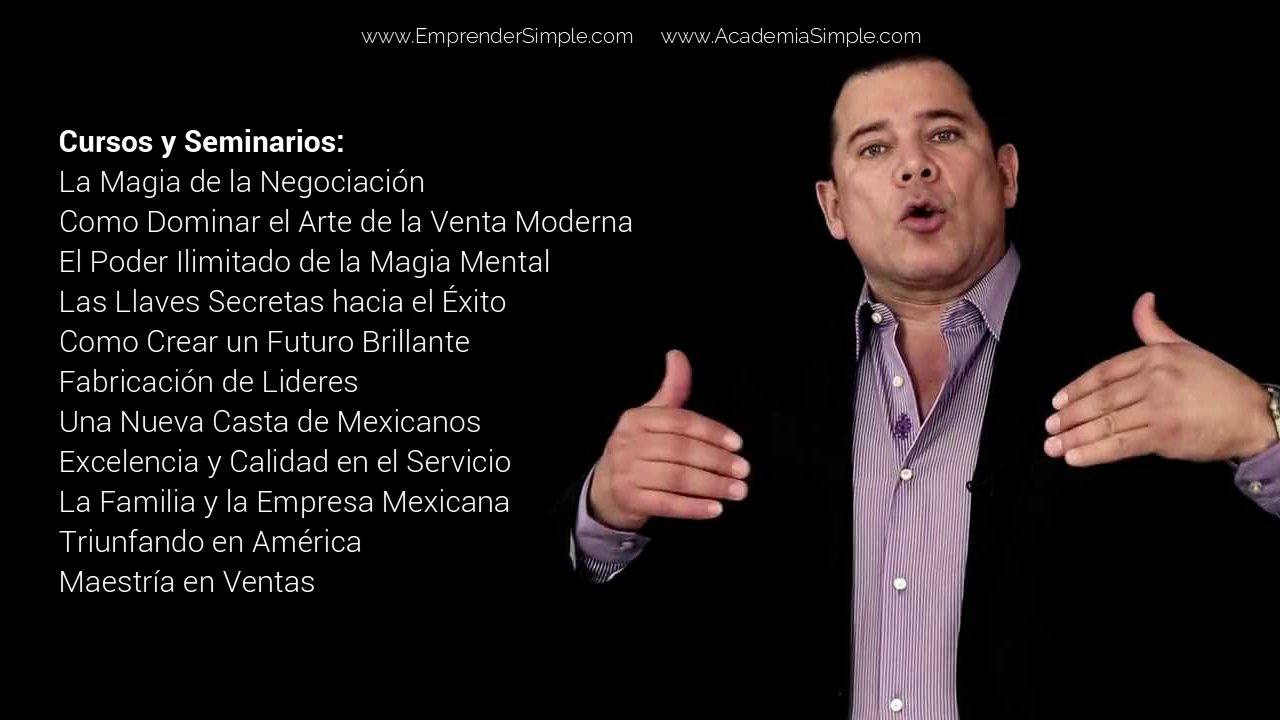 www.EmprenderSimple.com www.AcademiaSimple.com
Cursos y Seminarios:
La Magia de la Negociación
Como Dominar el Arte de la Venta Moderna
El Poder Ilimitado de la Magia Mental
Las Llaves Secretas hacia el Éxito
Como Crear un Futuro Brillante
Fabricación de Lideres
Una Nueva Casta de Mexicanos
Excelencia y Calidad en el Servicio
La Familia y la Empresa Mexicana
Triunfando en América
Maestría en Ventas